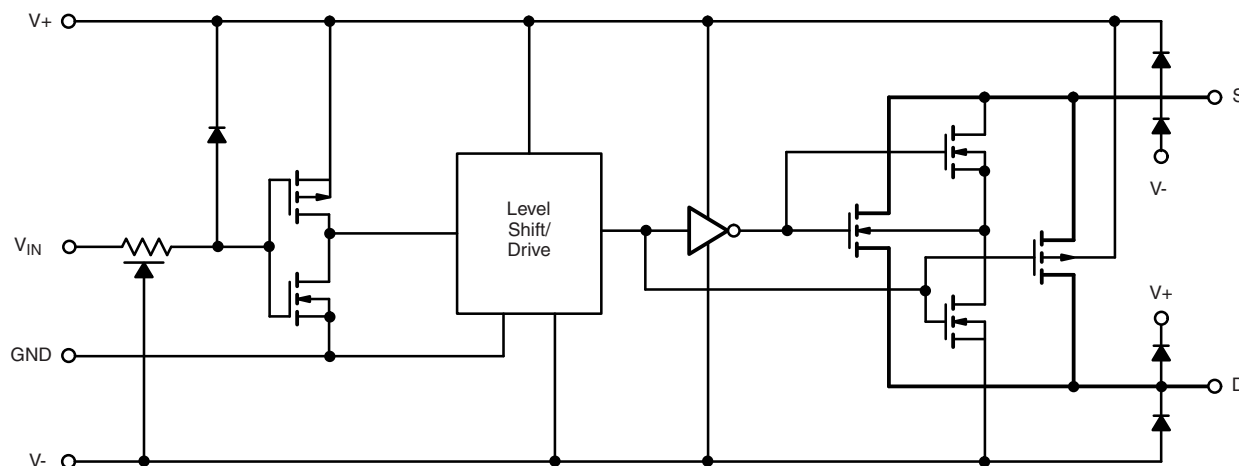 V+
S
V-
Level
Shift/
Drive
VIN
V+
GND
D
V-